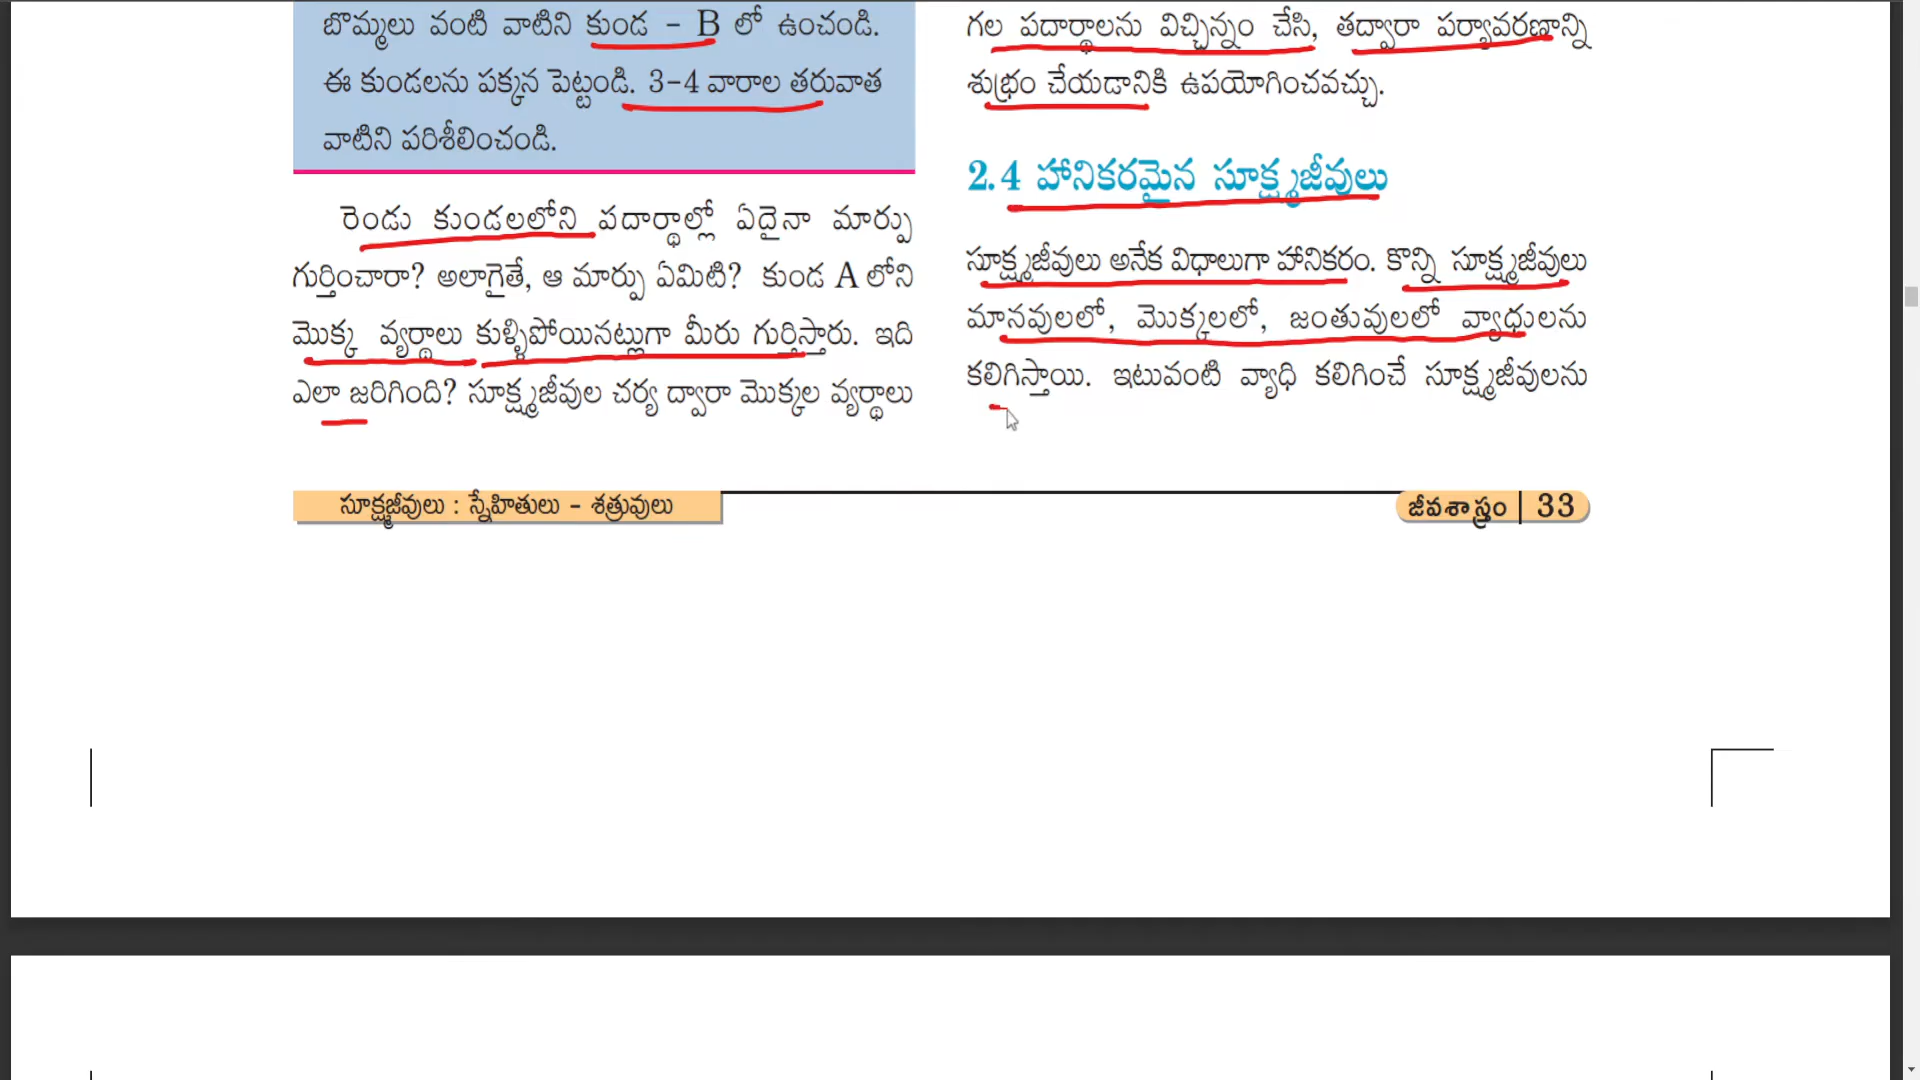 బొమ్మలు వంటి వాటిని కుండ - B లో ఉంచండి.
ఈ కుండలను పక్కన పెట్టండి. 3-4 వారాల తరువాత
వాటిని పరిశీలించండి.
రెండు కుండలలోని పదార్థాల్లో ఏదైనా మార్పు
గుర్తించారా? అలాగైతే, ఆ మార్పు ఏమిటి? కుండ A లోని
మొక్క వ్యర్థాలు కుళ్ళిపోయినట్లుగా మీరు గుర్తిస్తారు. ఇది
ఎలా జరిగింది? సూక్ష్మజీవుల చర్య ద్వారా మొక్కల వ్యర్థాలు
గల పదార్థాలను విచ్ఛిన్నం చేసి, తద్వారా పర్యావరణాన్ని
శుభ్రం చేయడానికి ఉపయోగించవచ్చు.
2.4 హానికరమైన సూక్ష్మజీవులు
సూక్ష్మజీవులు అనేక విధాలుగా హానికరం. కొన్ని సూక్ష్మజీవులు
మానవులలో, మొక్కలలో, జంతువులలో వ్యాధులను
కలిగిస్తాయి. ఇటువంటి వ్యాధి కలిగించే సూక్ష్మజీవులను
సూక్ష్మజీవులు : స్నేహితులు - శత్రువులు
జీవశాస్త్రం | 33